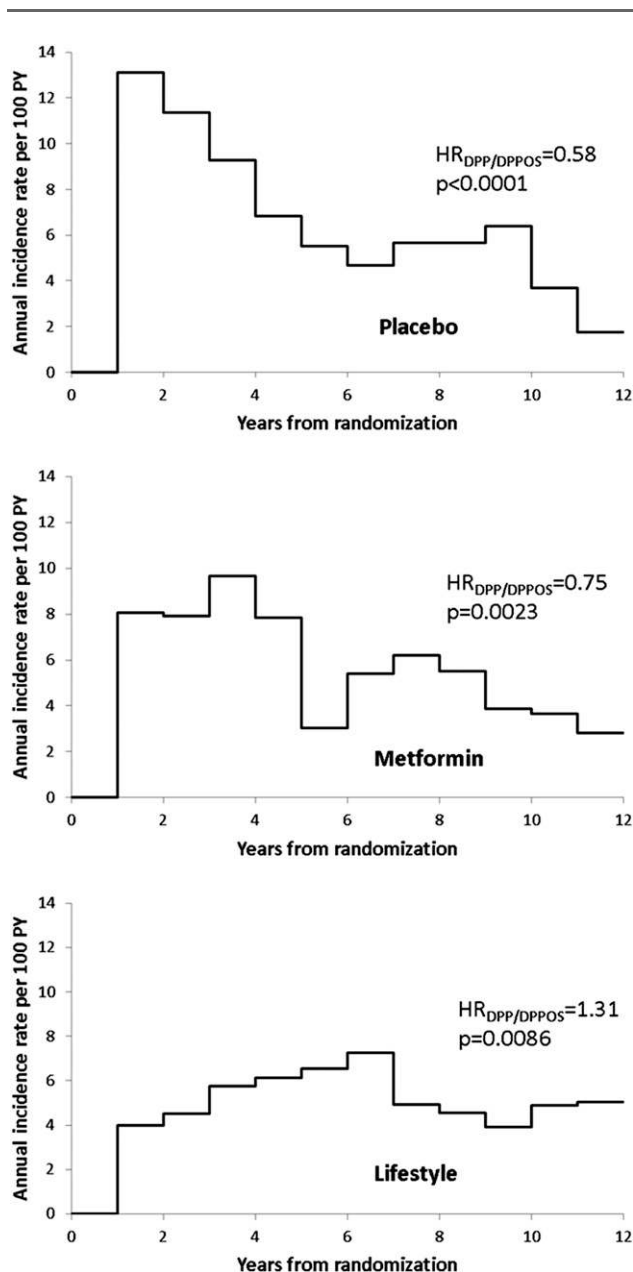 14
12
10
8
6
4
2
0
Annual incidence rate per 100 PY
HR_DPP/DPPOS=0.58
p<0.0001
Placebo
0 2 4 6 8 10 12
Years from randomization
14
12
10
8
6
4
2
0
Annual incidence rate per 100 PY
HR_DPP/DPPOS=0.75
p=0.0023
Metformin
0 2 4 6 8 10 12
Years from randomization
14
12
10
8
6
4
2
0
Annual incidence rate per 100 PY
HR_DPP/DPPOS=1.31
p=0.0086
Lifestyle
0 2 4 6 8 10 12
Years from randomization